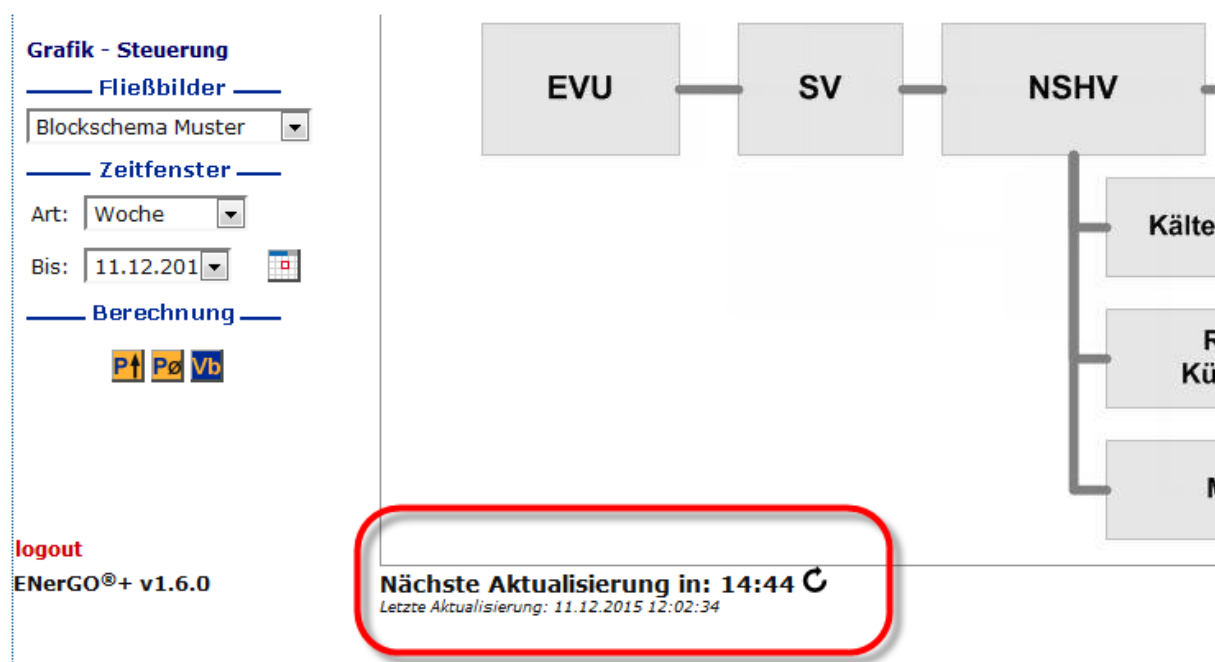 Grafik - Steuerung
Fließbilder
Blockschema Muster
Zeitfenster
Art: Woche
Bis: 11.12.201
Berechnung
P PØ Vb
logout
ENerGO®+ v1.6.0
EVU
SV
NSHV
Kälte
R
Kü
M
Nächste Aktualisierung in: 14:44
Letzte Aktualisierung: 11.12.2015 12:02:34